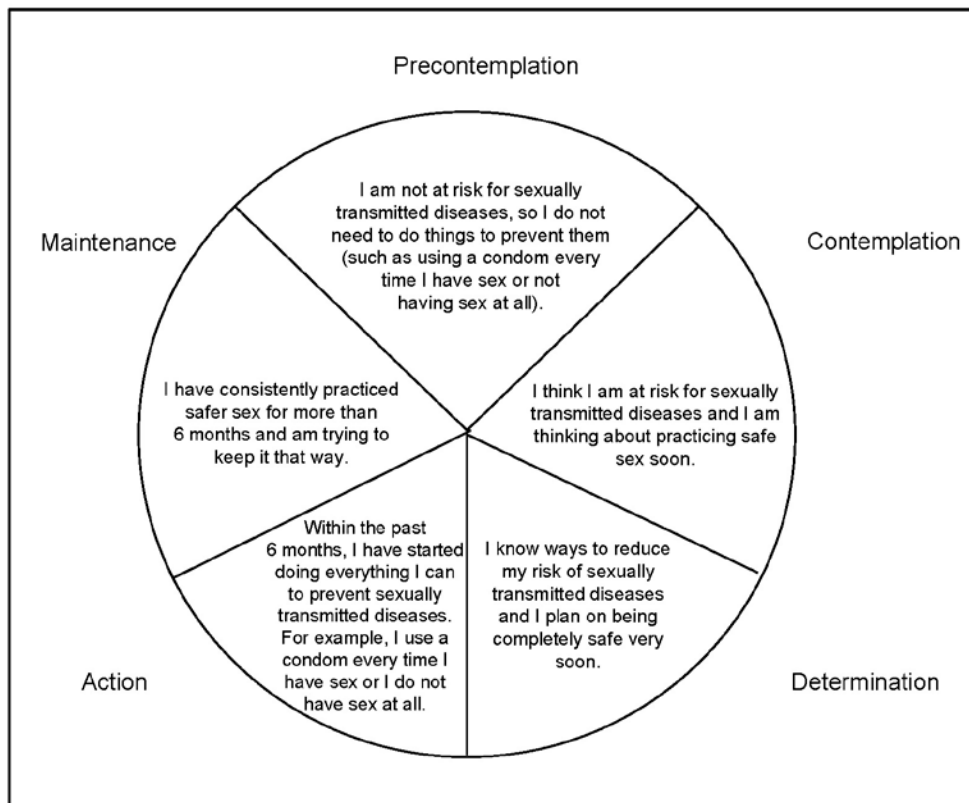 Precontemplation
I am not at risk for sexually
transmitted diseases, so I do not
need to do things to prevent them
(such as using a condom every
time I have sex or not
having sex at all).
Maintenance
Contemplation
I have consistently practiced
safer sex for more than
6 months and am trying to
keep it that way.
I think I am at risk for sexually
transmitted diseases and I am
thinking about practicing safe
sex soon.
Within the past
6 months, I have started
doing everything I can
to prevent sexually
transmitted diseases.
For example, I use a
condom every time I
have sex or I do not
have sex at all.
I know ways to reduce
my risk of sexually
transmitted diseases
and I plan on being
completely safe very
soon.
Action
Determination